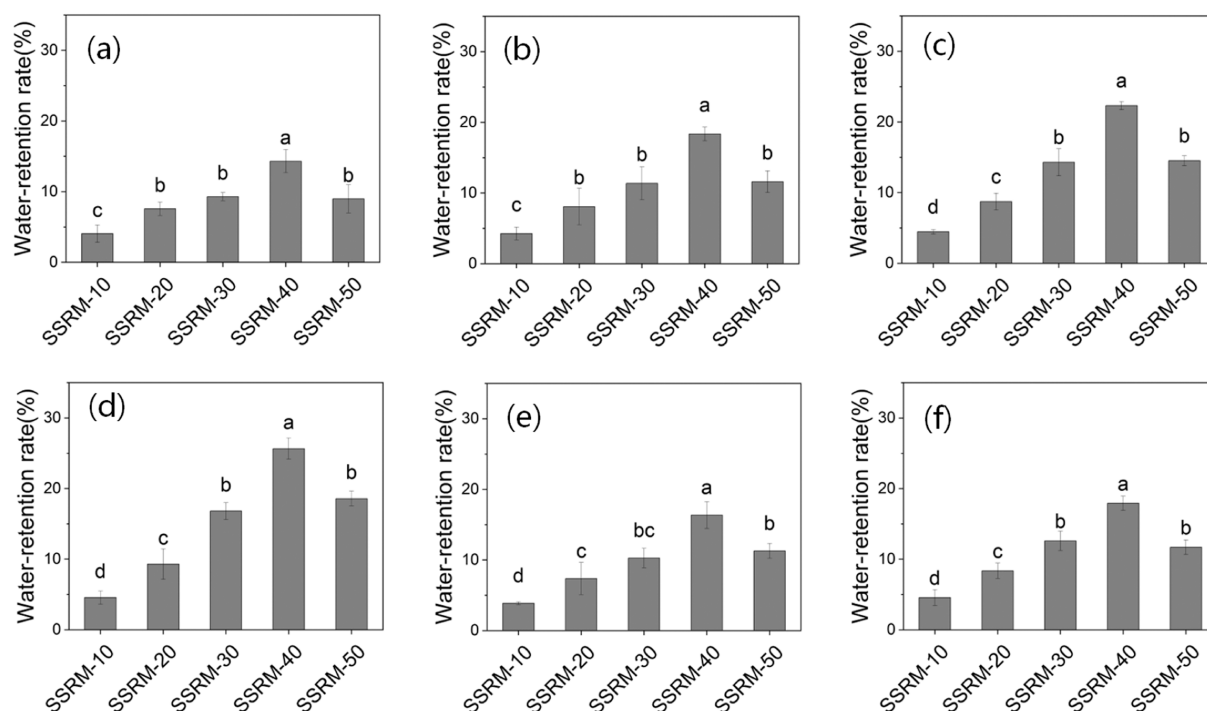 (a)
Water-retention rate(%)
30
20
10
0
c
b
b
a
b
SSRM-10
SSRM-20
SSRM-30
SSRM-40
SSRM-50
(b)
Water-retention rate(%)
30
20
10
0
c
b
b
a
b
SSRM-10
SSRM-20
SSRM-30
SSRM-40
SSRM-50
(c)
Water-retention rate(%)
30
20
10
0
d
c
b
a
b
SSRM-10
SSRM-20
SSRM-30
SSRM-40
SSRM-50
(d)
Water-retention rate(%)
30
20
10
0
d
c
b
a
b
SSRM-10
SSRM-20
SSRM-30
SSRM-40
SSRM-50
(e)
Water-retention rate(%)
30
20
10
0
d
c
bc
a
b
SSRM-10
SSRM-20
SSRM-30
SSRM-40
SSRM-50
(f)
Water-retention rate(%)
30
20
10
0
d
c
b
a
b
SSRM-10
SSRM-20
SSRM-30
SSRM-40
SSRM-50